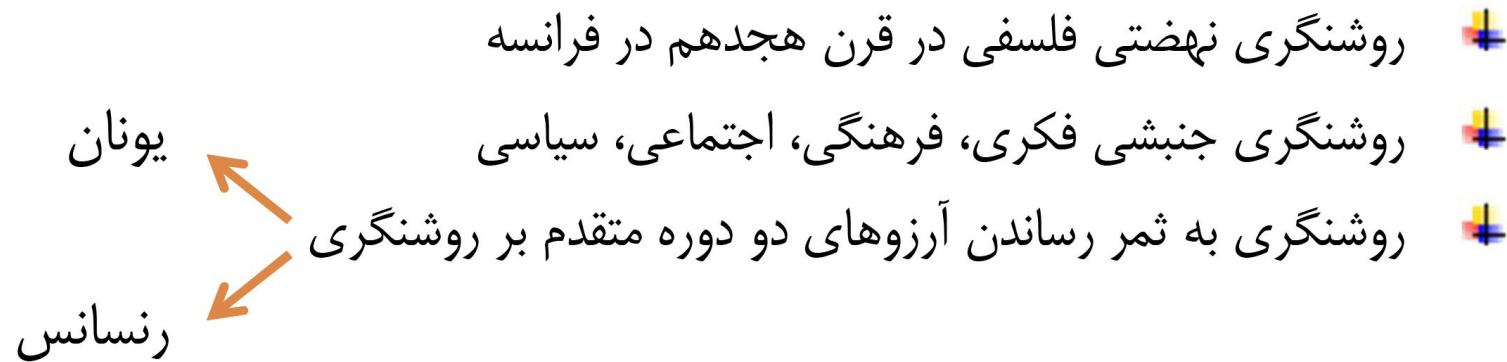 روشنگری نهضتی فلسفی در قرن هجدهم در فرانسه
روشنگری جنبشی فکری، فرهنگی، اجتماعی، سیاسی
یونان
روشنگری به ثمر رساندن آرزوهای دو دوره متقدم بر روشنگری
رنسانس